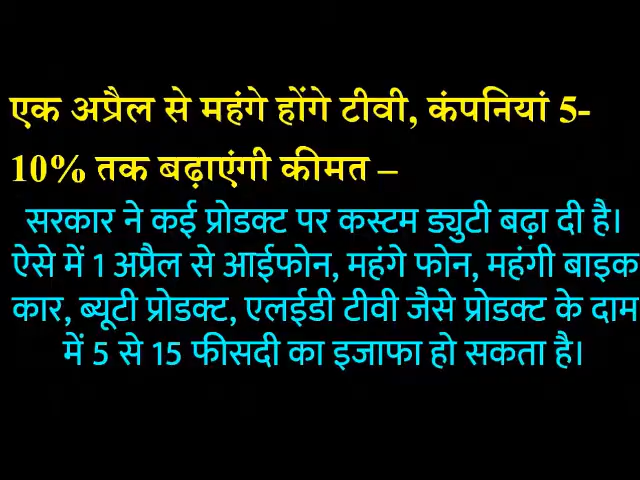 एक अप्रैल से महंगे होंगे टीवी, कंपनियां 5-
10% तक बढ़ाएंगी कीमत –
सरकार ने कई प्रोडक्ट पर कस्टम ड्युटी बढ़ा दी है।
ऐसे में 1 अप्रैल से आईफोन, महंगे फोन, महंगी बाइक
कार, ब्यूटी प्रोडक्ट, एलईडी टीवी जैसे प्रोडक्ट के दाम
में 5 से 15 फीसदी का इजाफा हो सकता है।